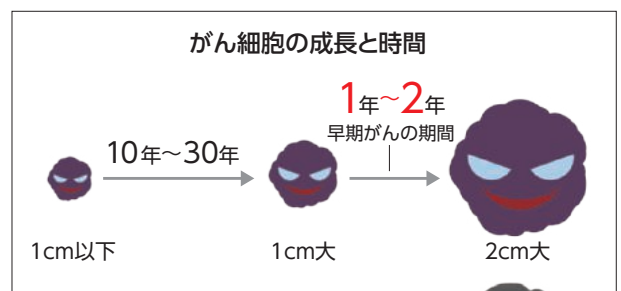 がん細胞の成長と時間
1年〜2年
早期がんの期間
10年〜30年
1cm以下
1cm大
2cm大